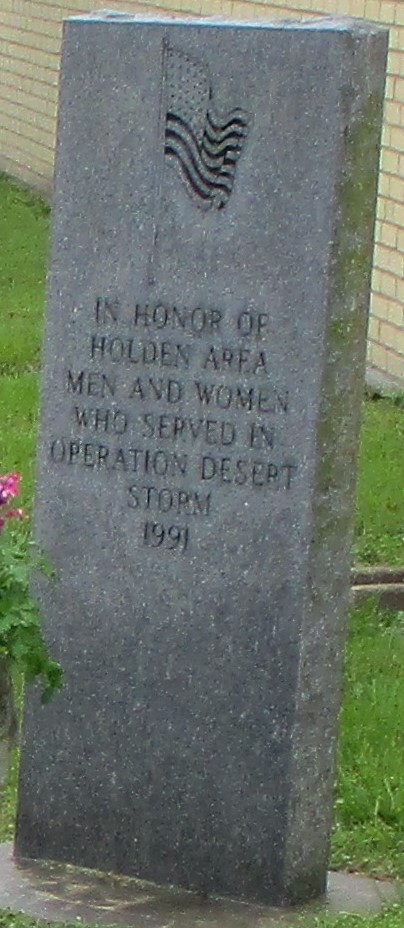 IN HONOR OF
HOLDEN AREA
MEN AND WOMEN
WHO SERVED IN
OPERATION DESERT
STORM
1991